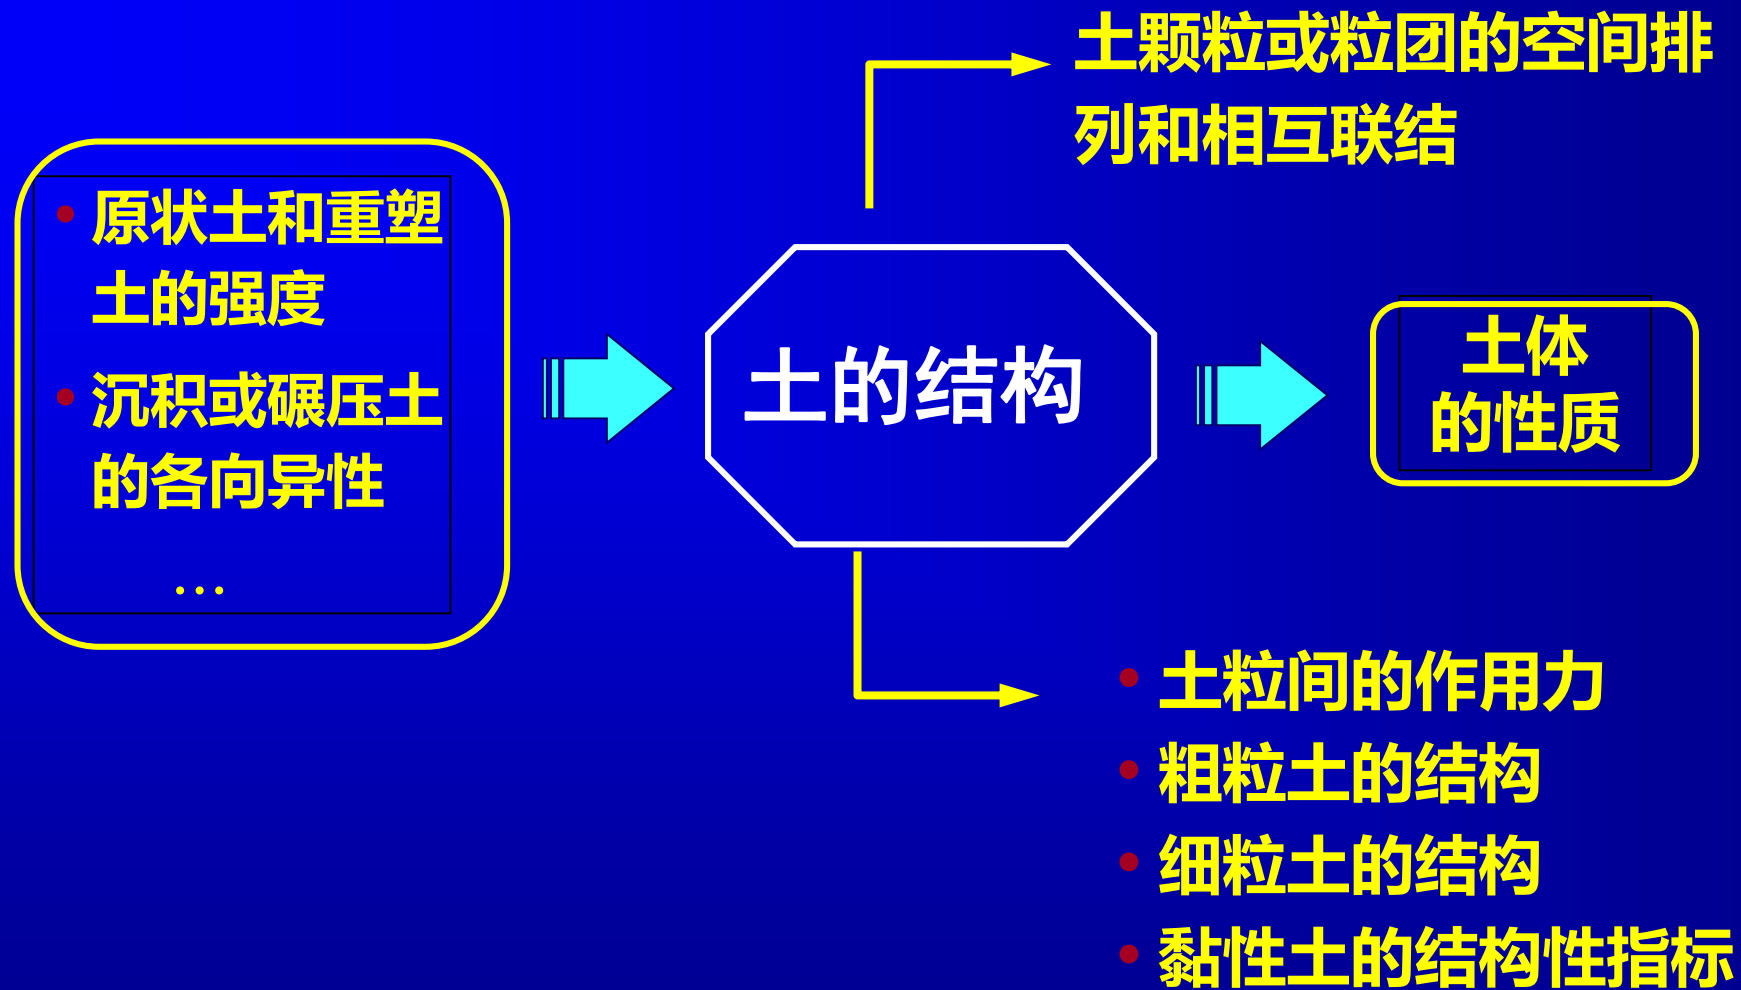 土颗粒或粒团的空间排
列和相互联结
• 原状土和重塑
土的强度
• 沉积或碾压土
的各向异性
…
土的结构
土体
的性质
• 土粒间的作用力
• 粗粒土的结构
• 细粒土的结构
• 黏性土的结构性指标